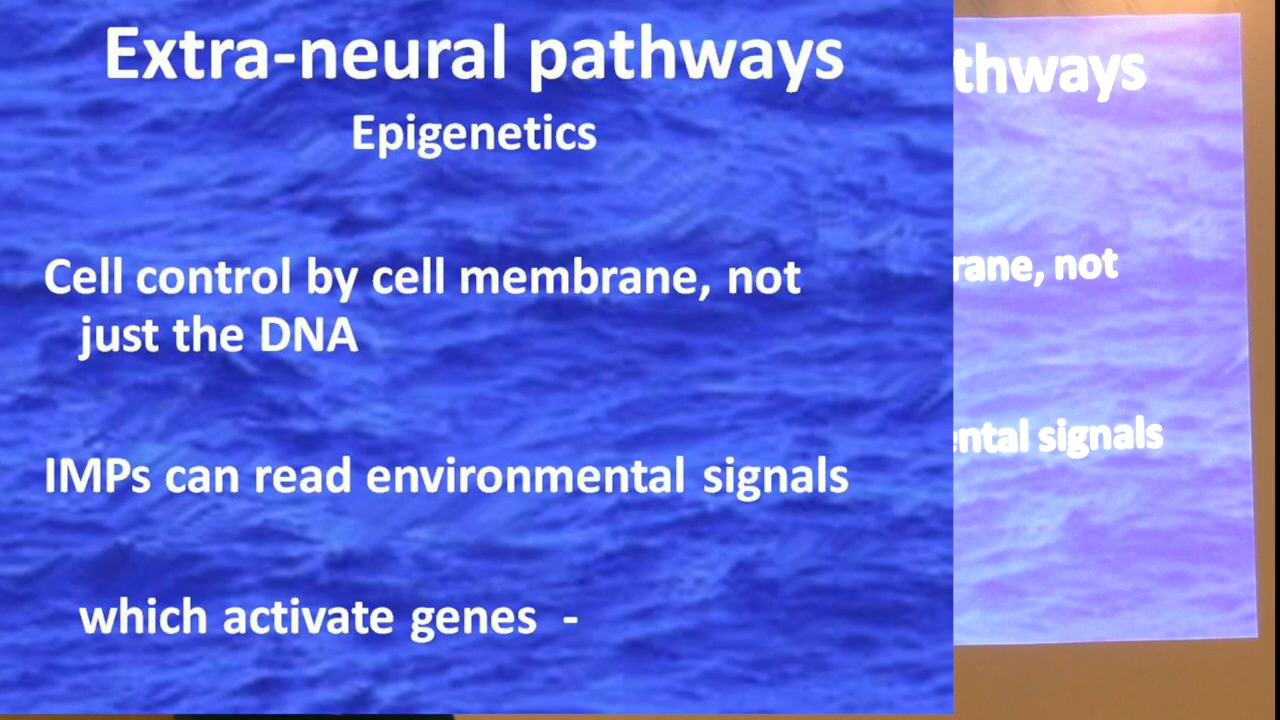 Extra-neural pathways
Epigenetics
Cell control by cell membrane, not
just the DNA
IMPs can read environmental signals
which activate genes -
thways
rane, not
ental signals